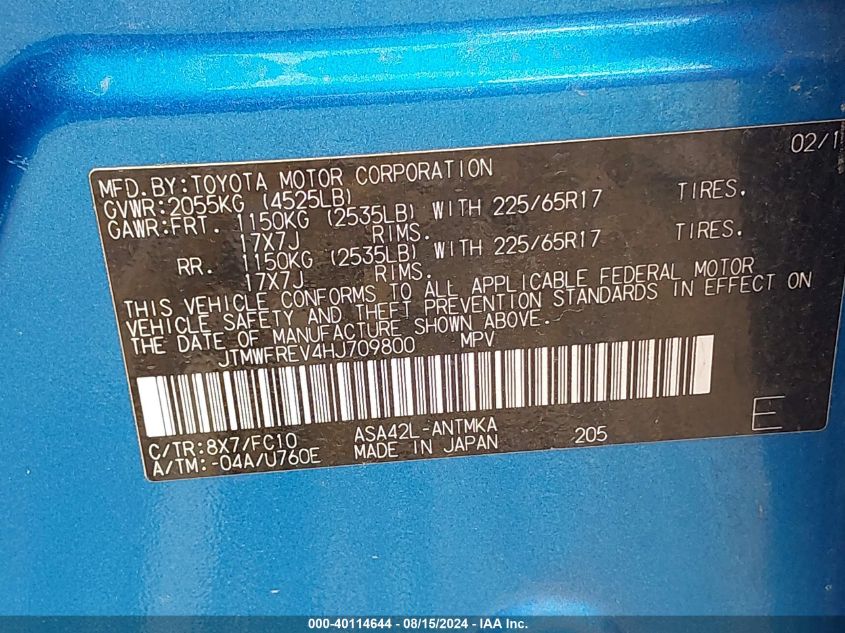 02/1
MFD. BY: TOYOTA MOTOR CORPORATION
GVWR: 2055KG (4525LB)
GAWR: FRT. 1150KG (2535LB) WITH 225/65R17 TIRES.
17X7J RIMS.
RR. 1150KG (2535LB) WITH 225/65R17 TIRES.
17X7J RIMS.
THIS VEHICLE CONFORMS TO ALL APPLICABLE FEDERAL MOTOR
VEHICLE SAFETY AND THEFT PREVENTION STANDARDS IN EFFECT ON
THE DATE OF MANUFACTURE SHOWN ABOVE.
JTMWFREV4HJ709800 MPV
C/TR: 8X7/FC10 ASA42L-ANTMKA
A/TM: -04A/U760E MADE IN JAPAN 205 E
000-40114644 - 08/15/2024 - IAA Inc.